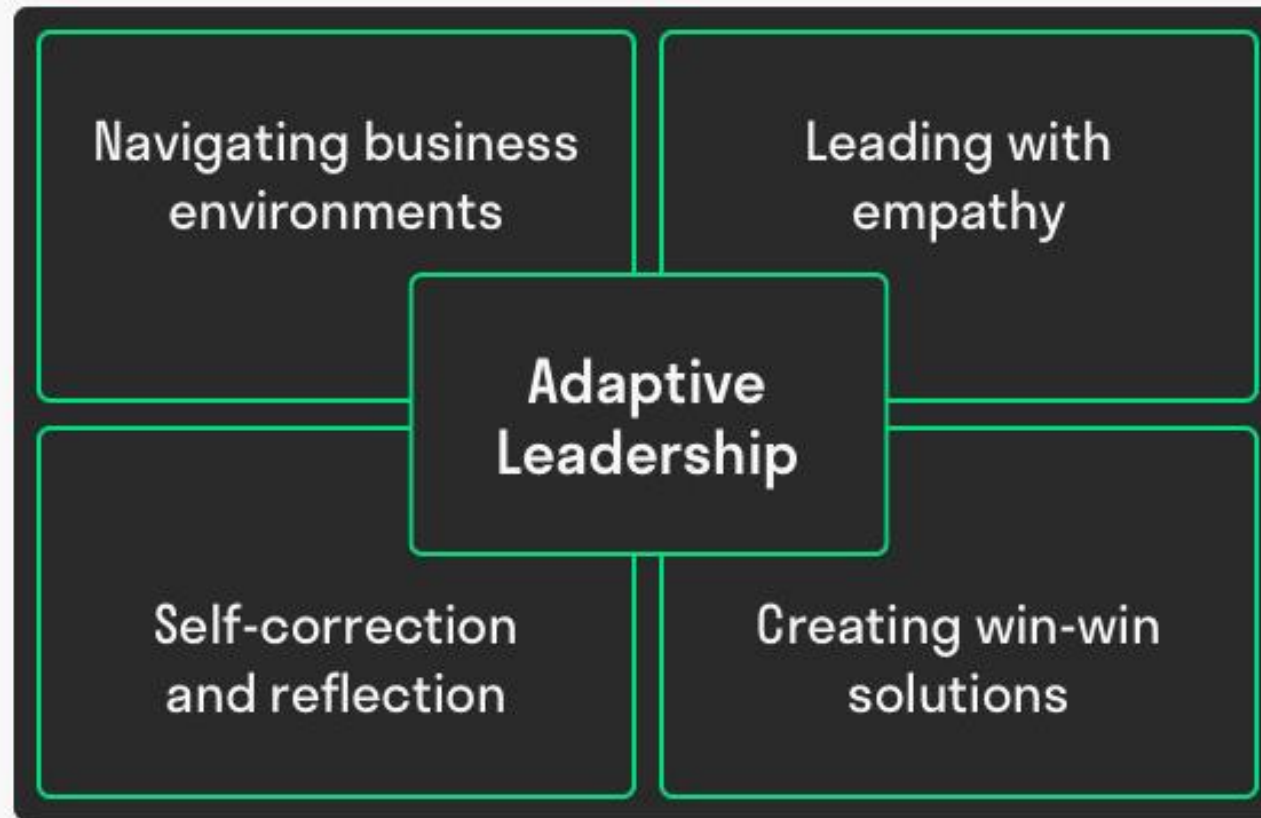 Navigating business
environments
Leading with
empathy
Adaptive
Leadership
Self-correction
and reflection
Creating win-win
solutions